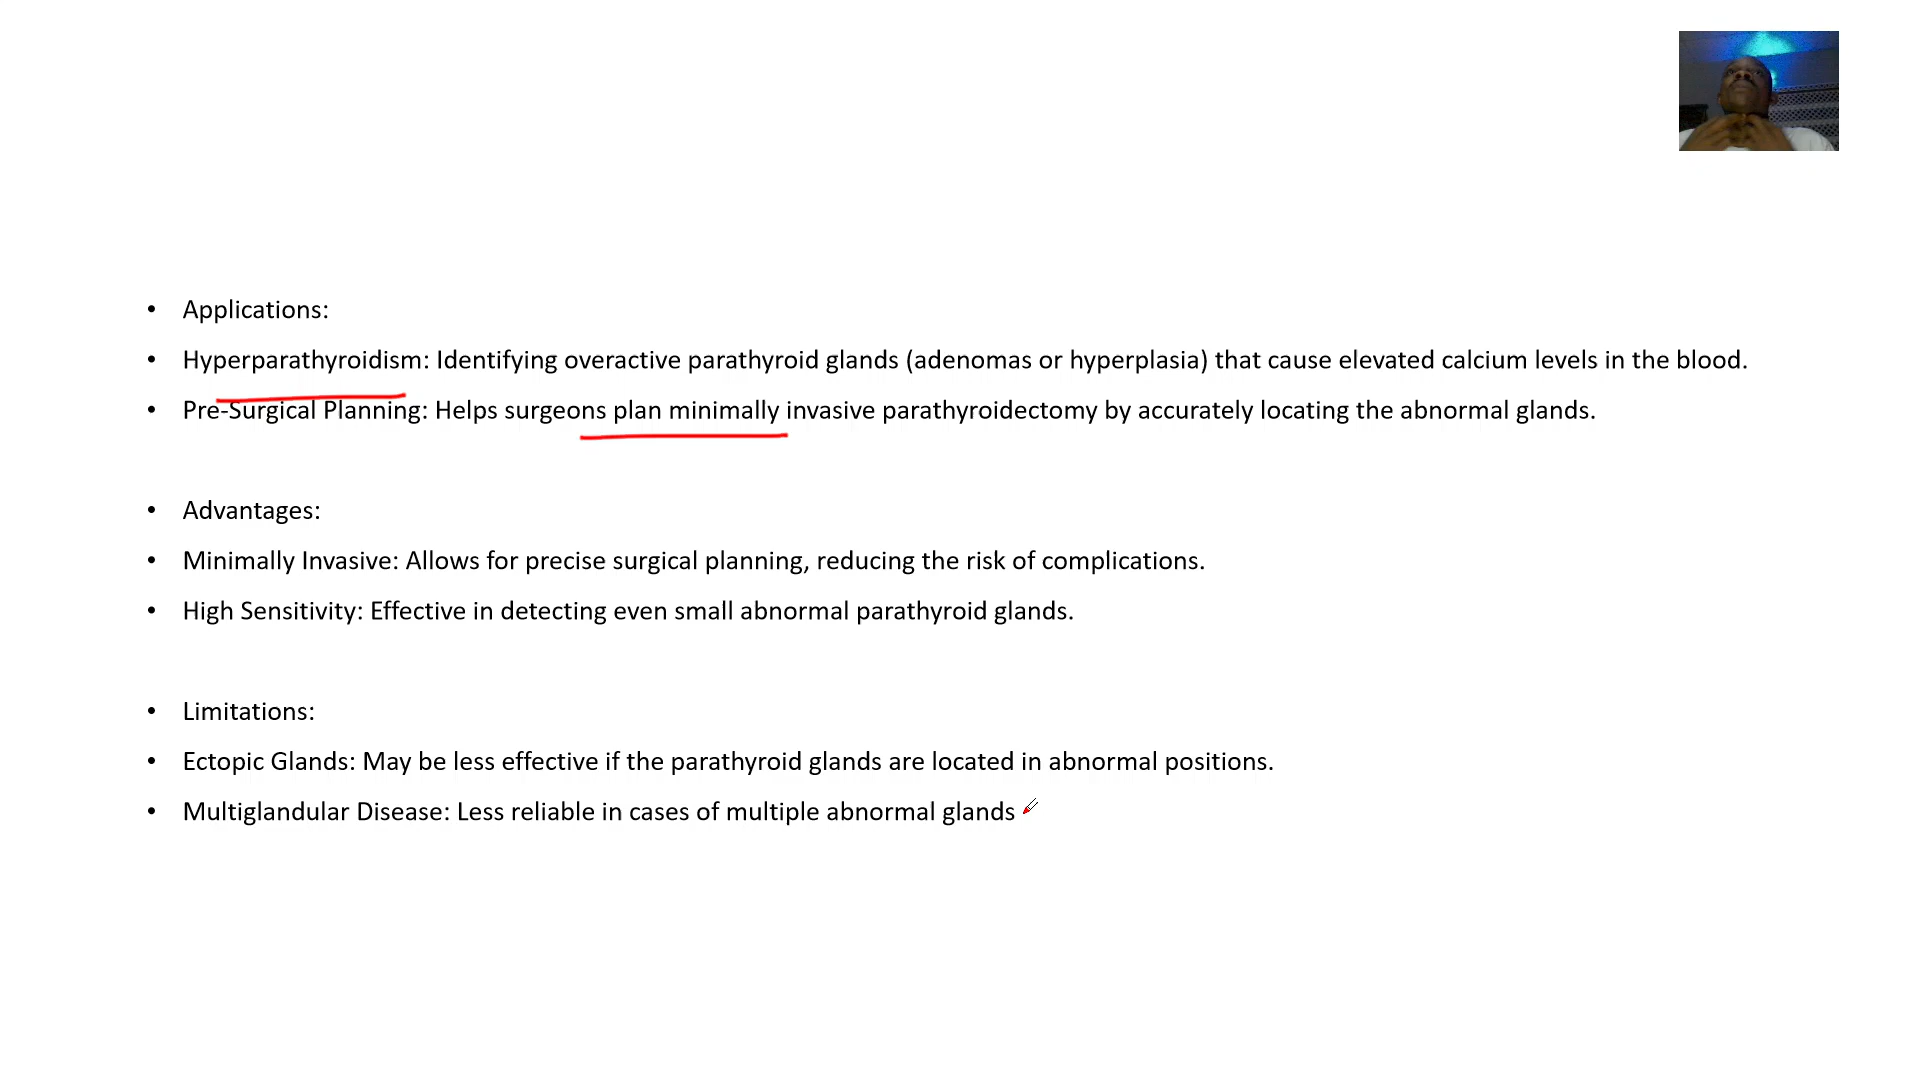 • Applications:
• Hyperparathyroidism: Identifying overactive parathyroid glands (adenomas or hyperplasia) that cause elevated calcium levels in the blood.
• Pre-Surgical Planning: Helps surgeons plan minimally invasive parathyroidectomy by accurately locating the abnormal glands.
• Advantages:
• Minimally Invasive: Allows for precise surgical planning, reducing the risk of complications.
• High Sensitivity: Effective in detecting even small abnormal parathyroid glands.
• Limitations:
• Ectopic Glands: May be less effective if the parathyroid glands are located in abnormal positions.
• Multiglandular Disease: Less reliable in cases of multiple abnormal glands